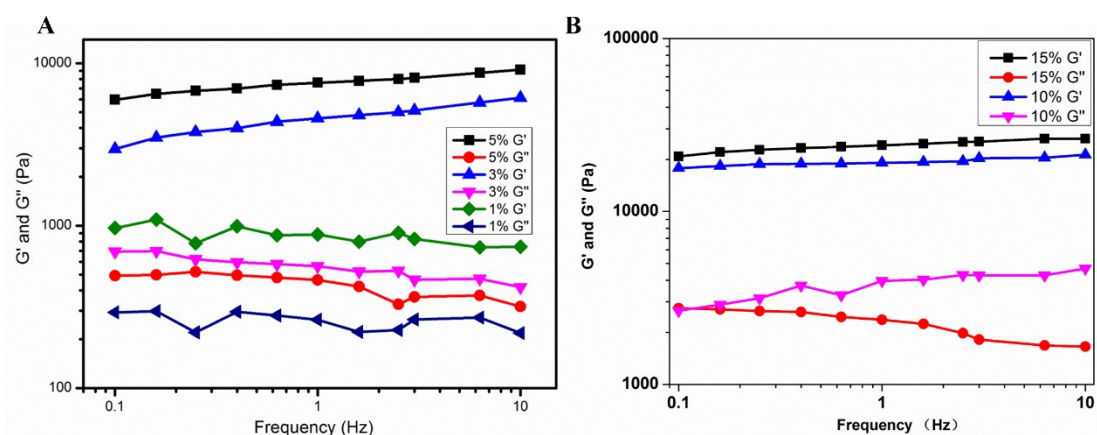 A
10000
1000
100
G' and G'' (Pa)
0.1
1
10
Frequency (Hz)
5% G'
5% G''
3% G'
3% G''
1% G'
1% G''
B
100000
10000
1000
G' and G'' (Pa)
0.1
1
10
Frequency （Hz）
15% G'
15% G''
10% G'
10% G''